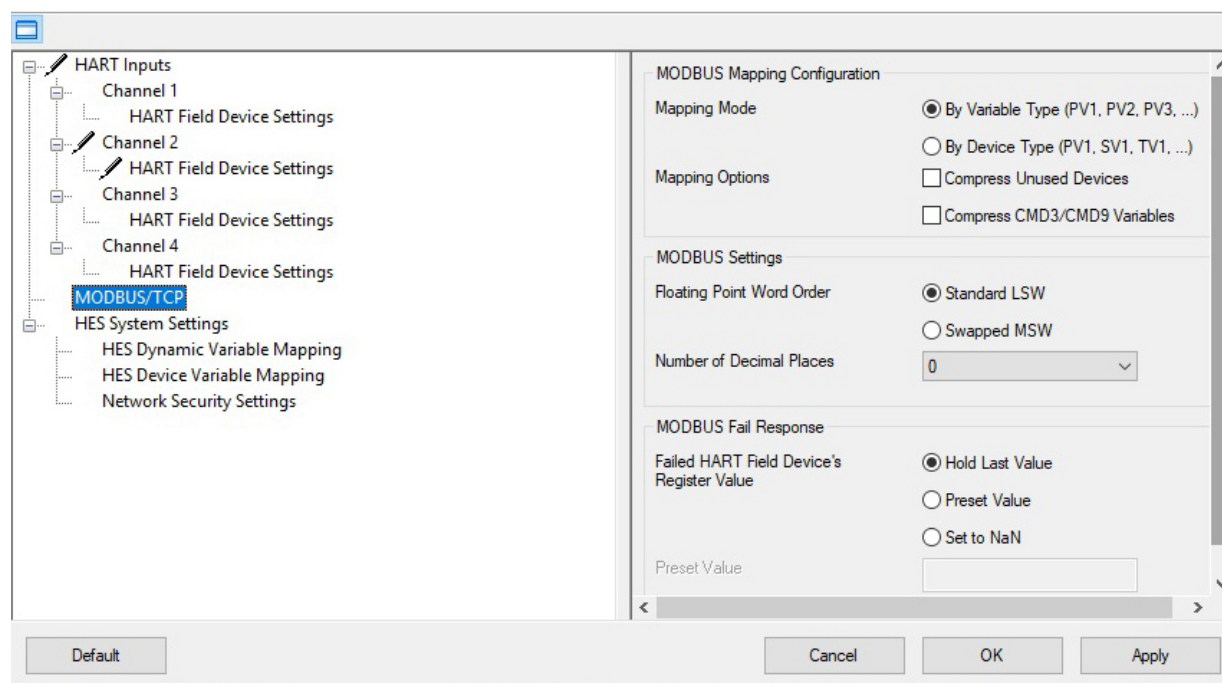 HART Inputs
Channel 1
HART Field Device Settings
Channel 2
HART Field Device Settings
Channel 3
HART Field Device Settings
Channel 4
HART Field Device Settings
MODBUS/TCP
HES System Settings
HES Dynamic Variable Mapping
HES Device Variable Mapping
Network Security Settings
MODBUS Mapping Configuration
Mapping Mode
By Variable Type (PV1, PV2, PV3, ...)
By Device Type (PV1, SV1, TV1, ...)
Mapping Options
Compress Unused Devices
Compress CMD3/CMD9 Variables
MODBUS Settings
Floating Point Word Order
Standard LSW
Swapped MSW
Number of Decimal Places
0
MODBUS Fail Response
Failed HART Field Device's
Register Value
Hold Last Value
Preset Value
Set to NaN
Preset Value
Default
Cancel
OK
Apply